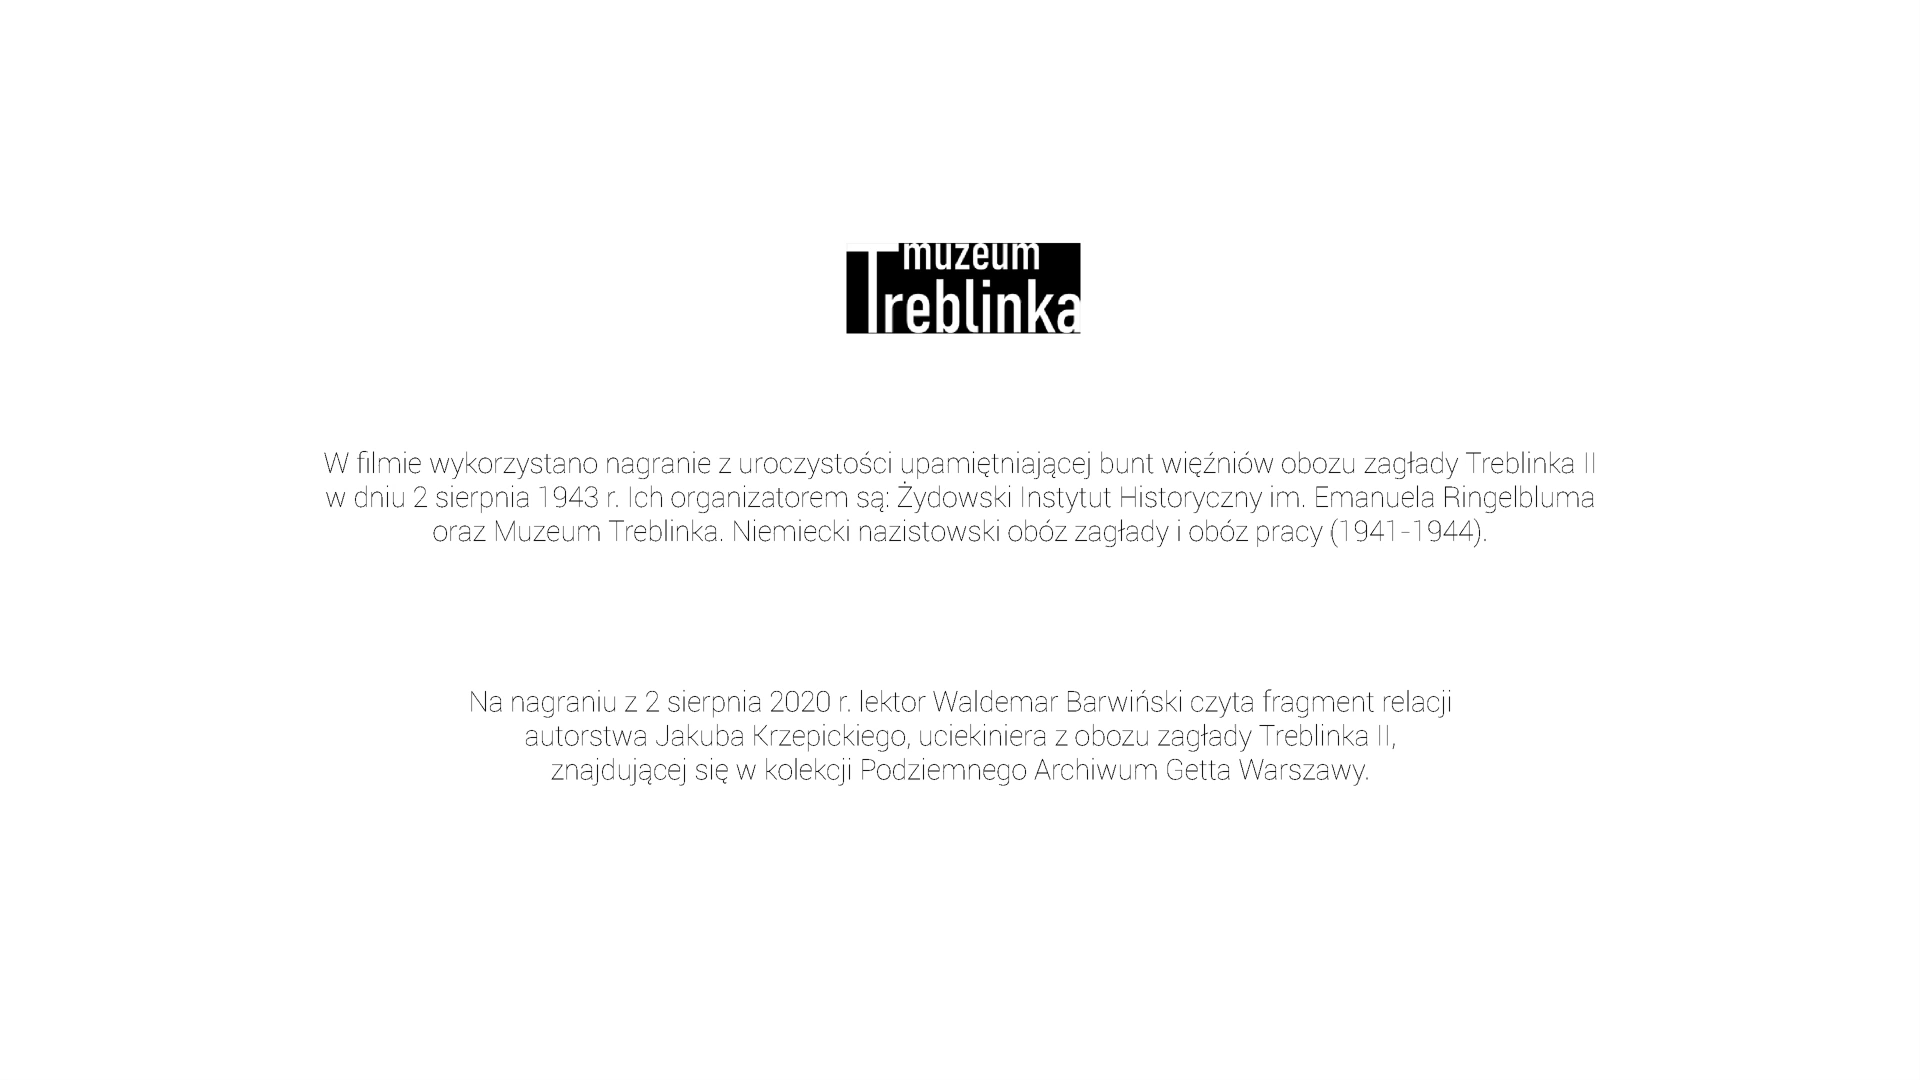 muzeum
Treblinka
W filmie wykorzystano nagranie z uroczystości upamiętniającej bunt więźniów obozu zagłady Treblinka II
w dniu 2 sierpnia 1943 r. Ich organizatorem są: Żydowski Instytut Historyczny im. Emanuela Ringelbluma
oraz Muzeum Treblinka. Niemiecki nazistowski obóz zagłady i obóz pracy (1941-1944).
Na nagraniu z 2 sierpnia 2020 r. lektor Waldemar Barwiński czyta fragment relacji
autorstwa Jakuba Krzepickiego, uciekiniera z obozu zagłady Treblinka II,
znajdującej się w kolekcji Podziemnego Archiwum Getta Warszawy.